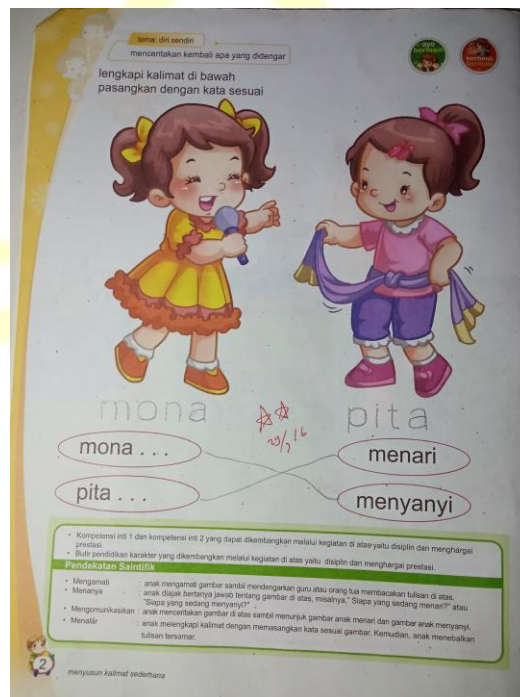 tema: diri sendiri
menceritakan kembali apa yang didengar
ayo bermain
berhenti bermain
lengkapi kalimat di bawah
pasangkan dengan kata sesuai
mona
pita
mona . . .
menari
pita . . .
menyanyi
• Kompetensi inti 1 dan kompetensi inti 2 yang dapat dikembangkan melalui kegiatan di atas yaitu disiplin dan menghargai
prestasi.
• Butir pendidikan karakter yang dikembangkan melalui kegiatan di atas yaitu disiplin dan menghargai prestasi.
Pendekatan Saintifik
• Mengamati : anak mengamati gambar sambil mendengarkan guru atau orang tua membacakan tulisan di atas.
• Menanya : anak diajak bertanya jawab tentang gambar di atas, misalnya," Siapa yang sedang menari?" atau
"Siapa yang sedang menyanyi?".
• Mengomunikasikan : anak menceritakan gambar di atas sambil menunjuk gambar anak menari dan gambar anak menyanyi.
• Menalar : anak melengkapi kalimat dengan memasangkan kata sesuai gambar. Kemudian, anak menebalkan
tulisan tersamar.
2
menyusun kalimat sederhana